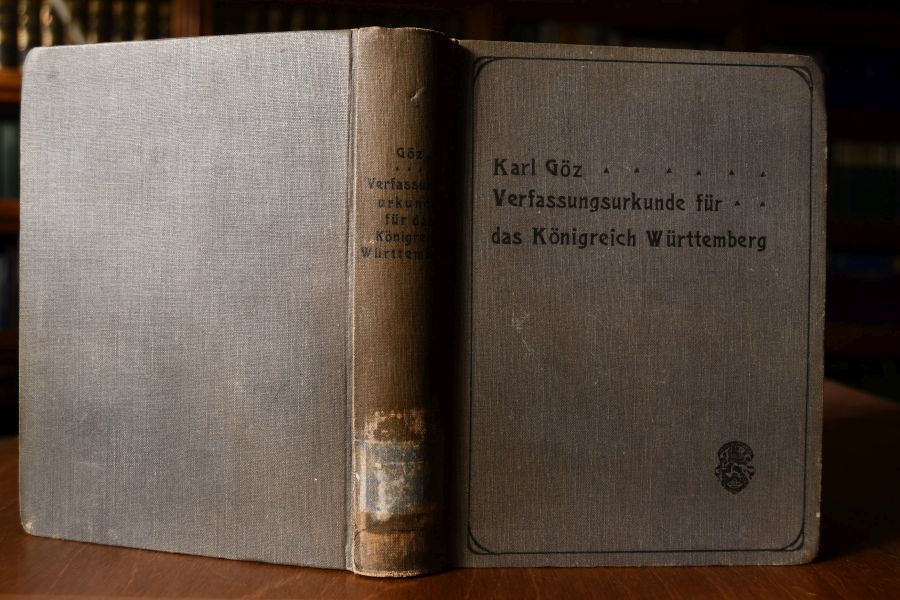 Göz
Verfassungs
urkunde
für das
Königreich
Württemberg
Karl Göz
Verfassungsurkunde für
das Königreich Württemberg